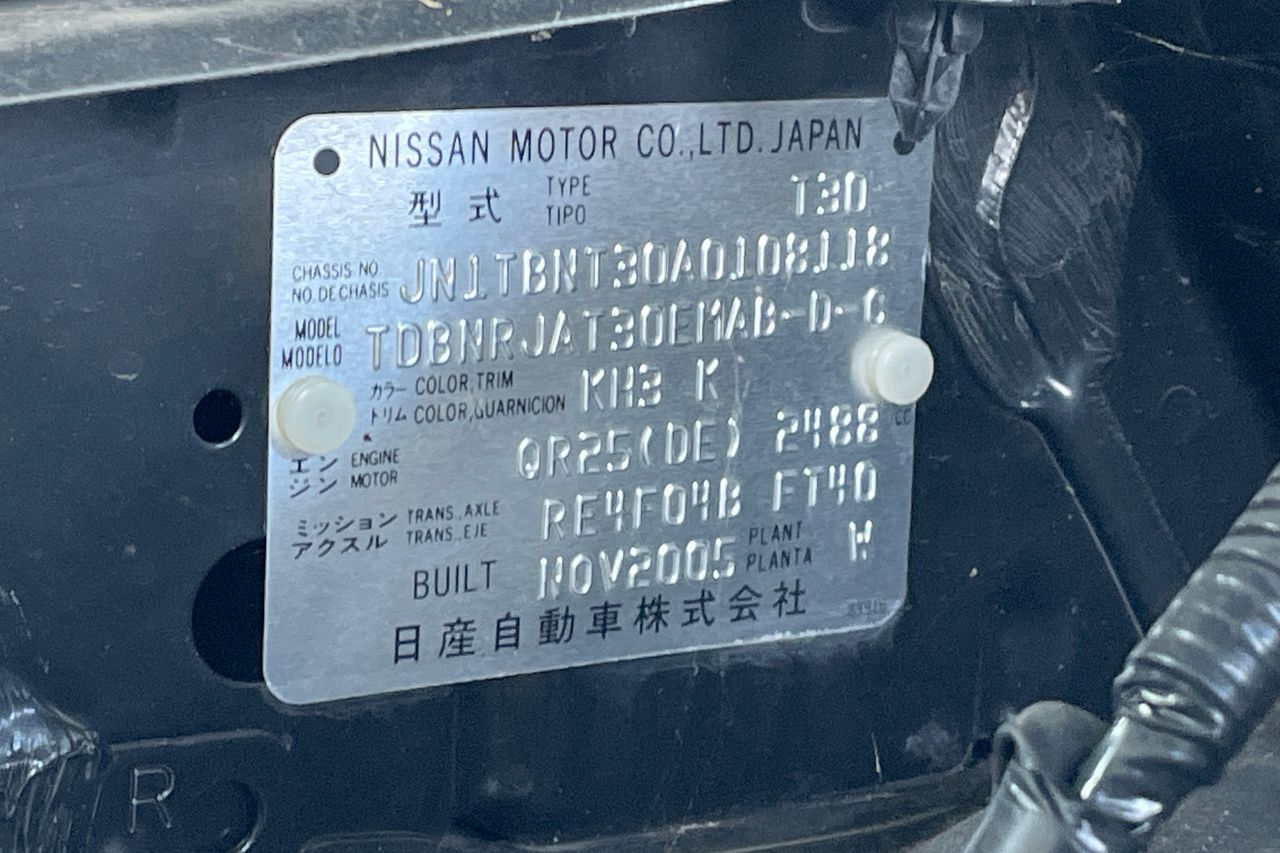 NISSAN MOTOR CO.,LTD. JAPAN
型式 TYPE T30
TIPO
CHASSIS NO JN1TBNT30A0108118
NO. DE CHASIS
MODEL TDBNRJAT30EMAB-D-C
MODELO
カラー COLOR,TRIM KH3 K
トリム COLOR,GUARNICION
エン ENGINE QR25(DE) 2488 CC
ジン MOTOR
ミッション TRANS.,AXLE RE4F04B FT40
アクスル TRANS.,EJE
BUILT NOV2005 PLANT W
PLANTA
日産自動車株式会社
R